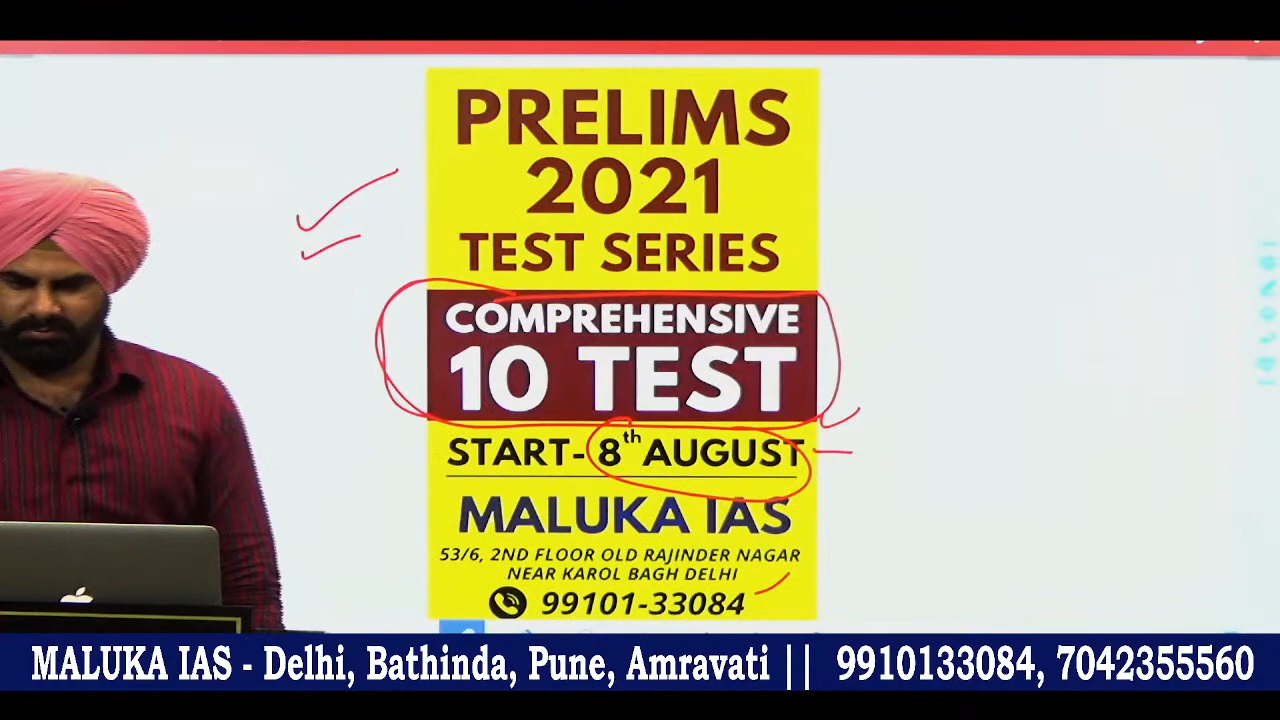 PRELIMS
2021
TEST SERIES
COMPREHENSIVE
10 TEST
START- 8th AUGUST
MALUKA IAS
53/6, 2ND FLOOR OLD RAJINDER NAGAR
NEAR KAROL BAGH DELHI
99101-33084
MALUKA IAS - Delhi, Bathinda, Pune, Amravati || 9910133084, 7042355560